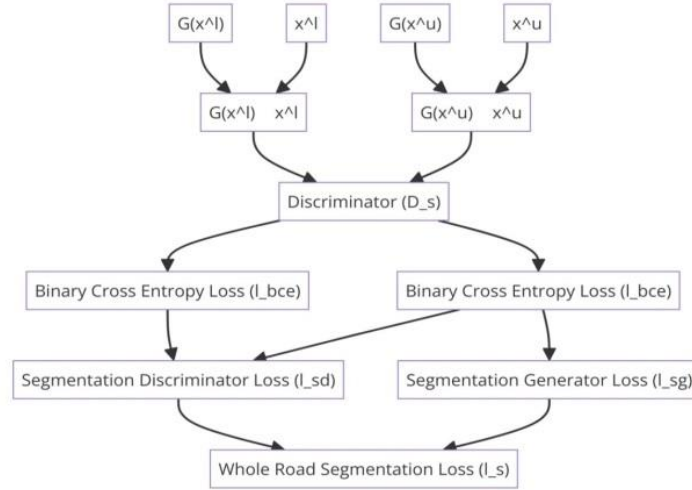 G(x^l)
x^l
G(x^u)
x^u
G(x^l) x^l
G(x^u) x^u
Discriminator (D_s)
Binary Cross Entropy Loss (l_bce)
Binary Cross Entropy Loss (l_bce)
Segmentation Discriminator Loss (l_sd)
Segmentation Generator Loss (l_sg)
Whole Road Segmentation Loss (l_s)